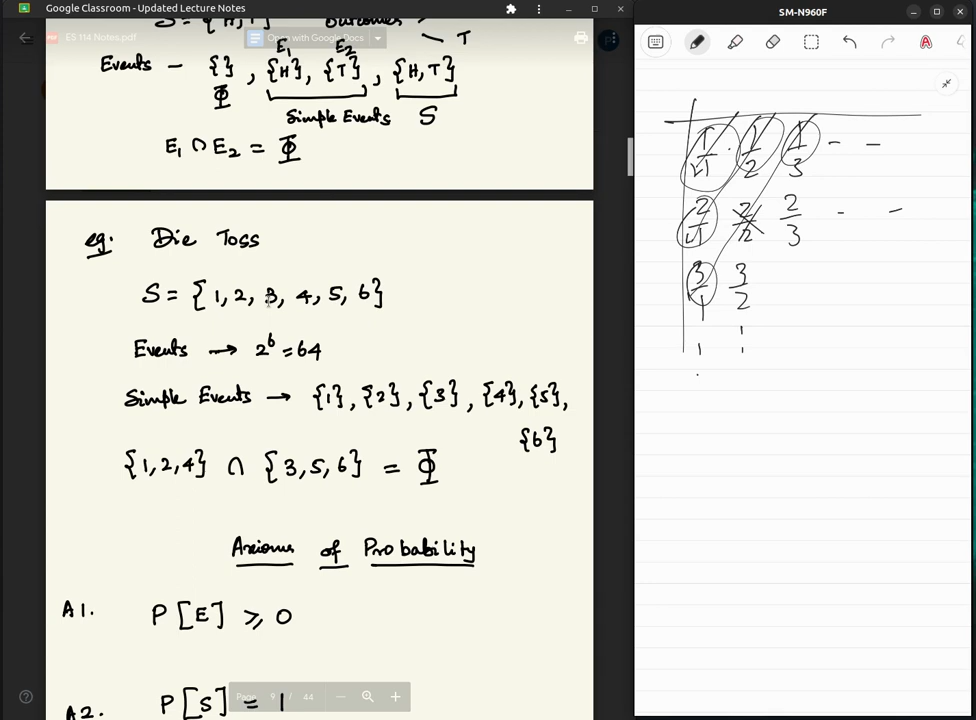 Google Classroom - Updated Lecture Notes
SM-N960F
ES 114 Notes.pdf
Open with Google Docs
Outcomes
T
E1 E2
Events - {}, {H}, {T}, {H, T}
Φ
Simple Events S
E1 ∩ E2 = Φ
eg. Die Toss
S = {1, 2, 3, 4, 5, 6}
Events → 2^6 = 64
Simple Events → {1}, {2}, {3}, {4}, {5},
{6}
{1,2,4} ∩ {3,5,6} = Φ
Axioms of Probability
A1. P[E] ≥ 0
A2. P[S] = 1
Page 9 / 44
1/1 1/2 1/3 - -
2/1 2/2 2/3 - -
3/1 3/2